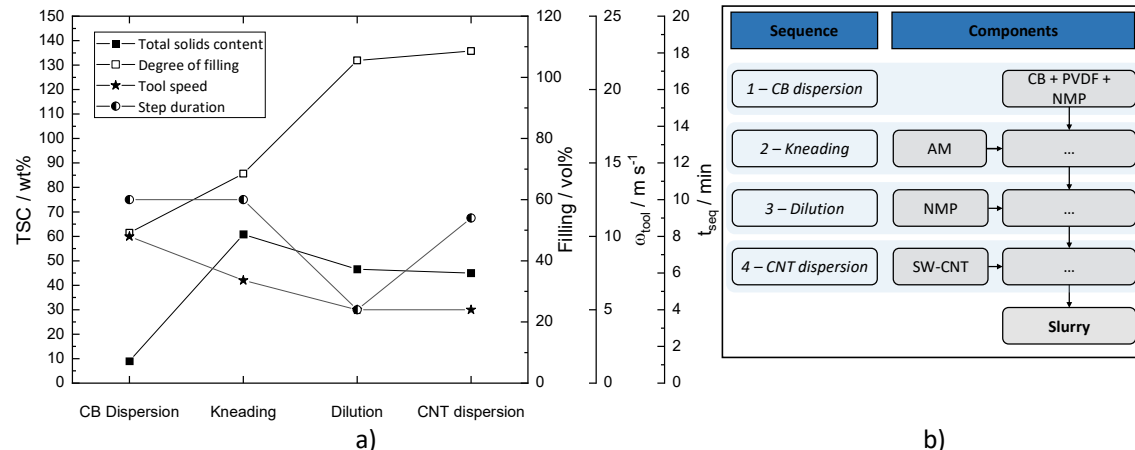 150
145
140
135
130
120
110
100
90
80
70
60
50
40
30
20
10
0
TSC / wt%
Total solids content
Degree of filling
Tool speed
Step duration
CB Dispersion
Kneading
Dilution
CNT dispersion
120
100
80
60
40
20
0
Filling / vol%
25
20
15
10
5
0
ωtool / m s-1
20
18
16
14
12
10
8
6
4
2
0
tseq / min
a)
Sequence
Components
1 – CB dispersion
CB + PVDF +
NMP
2 – Kneading
AM
...
3 – Dilution
NMP
...
4 – CNT dispersion
SW-CNT
...
Slurry
b)